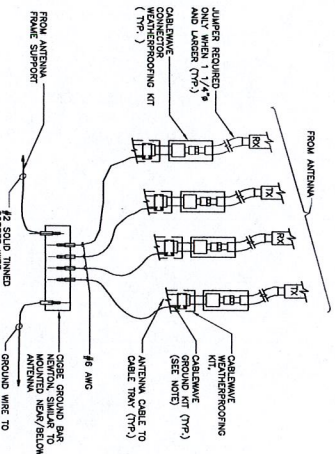 FROM ANTENNA
JUMPER REQUIRED
ONLY WHEN 1 1/4"ø
AND LARGER (TYP.)
RX
TX
RX
TX
CABLEWAVE
CONNECTOR
WEATHERPROOFING KIT
( TYP. )
CABLEWAVE
WEATHERPROOFING
KIT,
CABLEWAVE
GROUND KIT (TYP.)
(SEE NOTE)
ANTENNA CABLE TO
CABLE TRAY (TYP.)
#6 AWG
CIGBE GROUND BAR
NEWTON, SIMILAR TO
MOUNTED NEAR/BELOW
ANTENNA
FROM ANTENNA
FRAME SUPPORT
#2 SOLID TINNED
GROUND WIRE TO